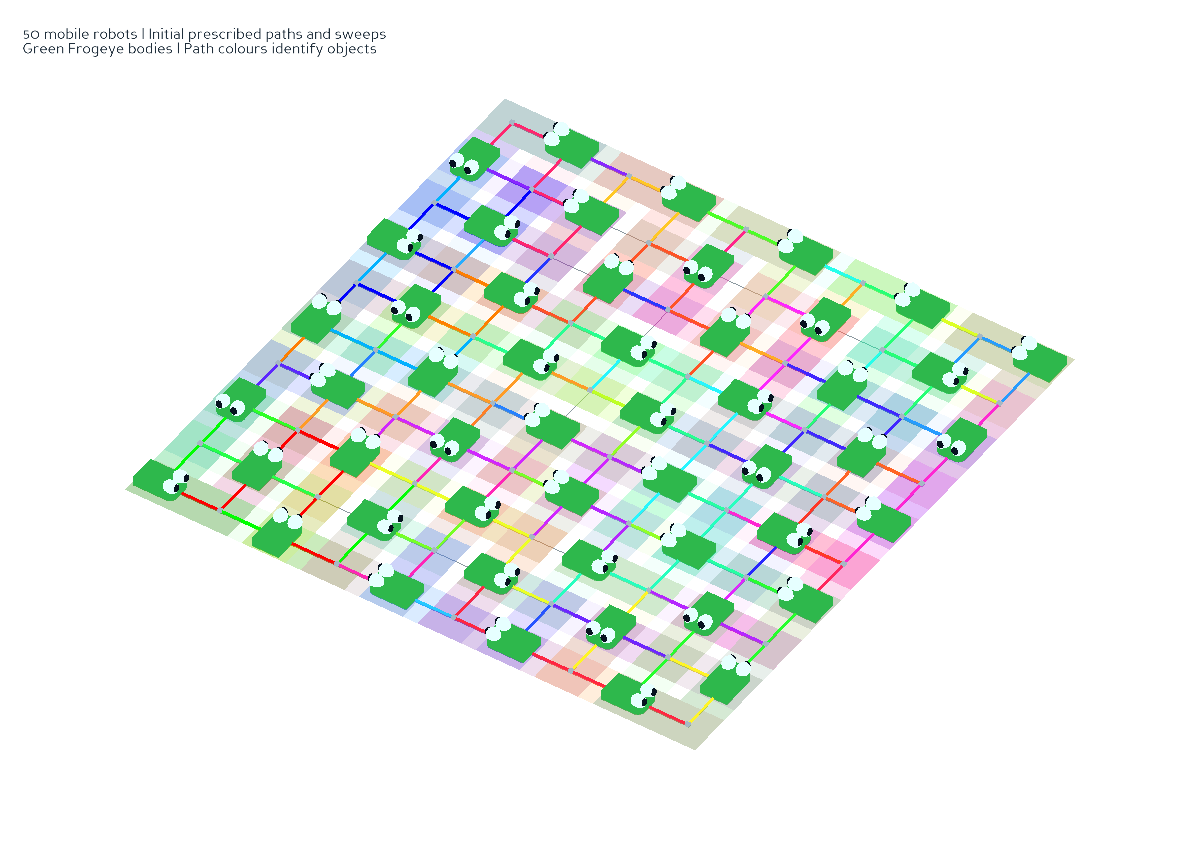 50 mobile robots | Initial prescribed paths and sweeps
Green Frogeye bodies | Path colours identify objects